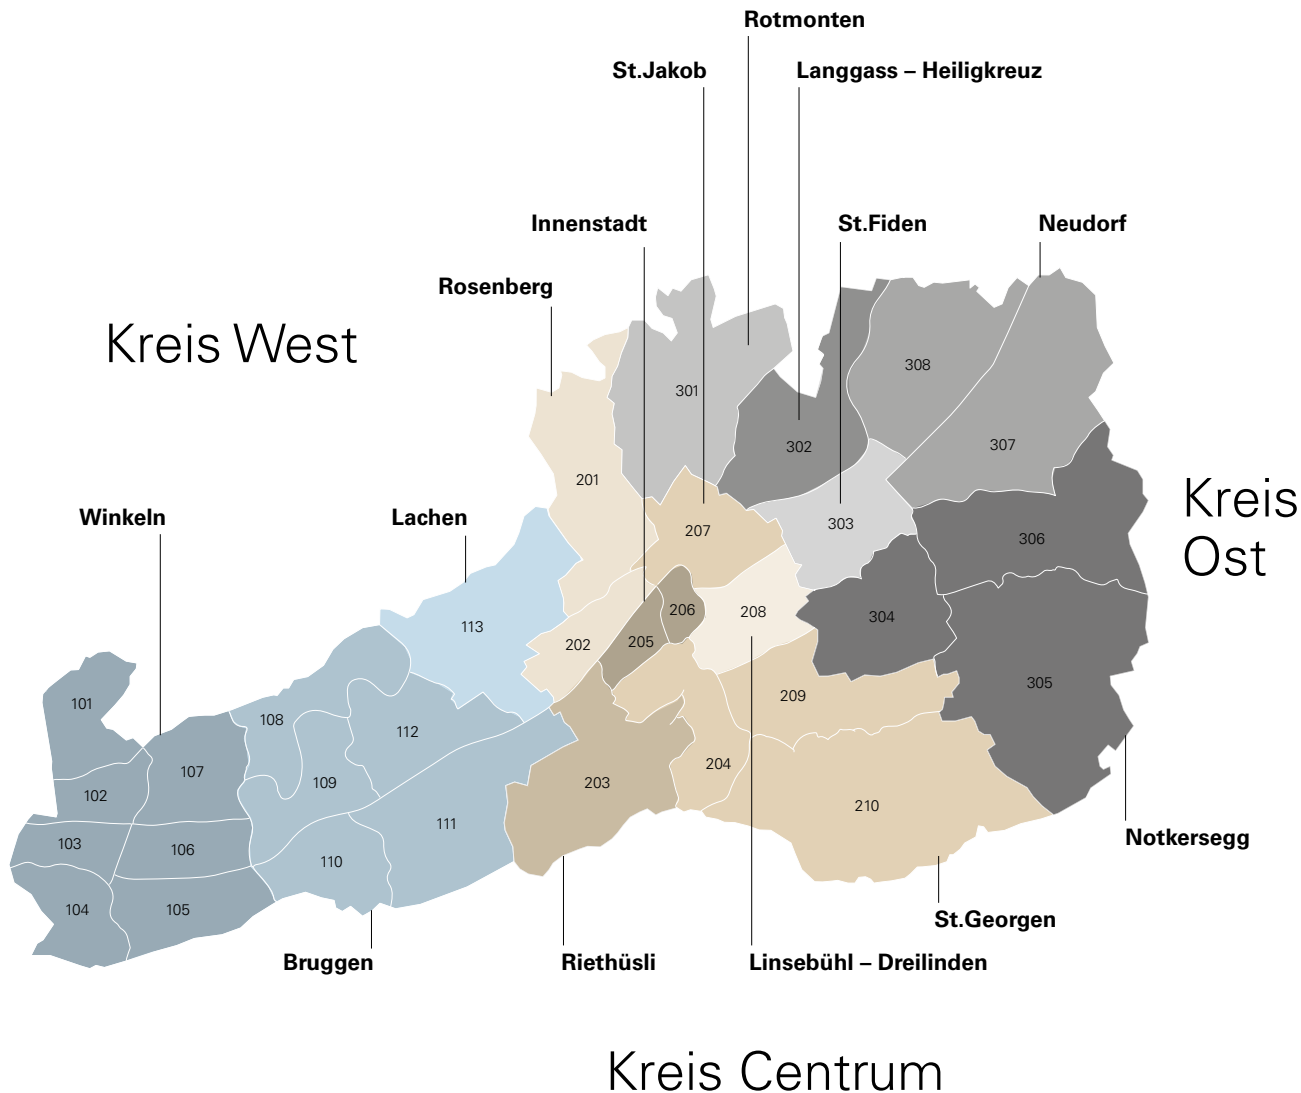 Rotmonten
St.Jakob
Langgass – Heiligkreuz
Innenstadt
St.Fiden
Neudorf
Rosenberg
Kreis West
308
301
302
307
201
Kreis
Ost
Winkeln
Lachen
303
207
306
206
208
304
113
205
202
305
209
101
108
112
204
107
109
203
102
210
111
103
106
110
Notkersegg
104
105
St.Georgen
Bruggen
Riethüsli
Linsebühl – Dreilinden
Kreis Centrum